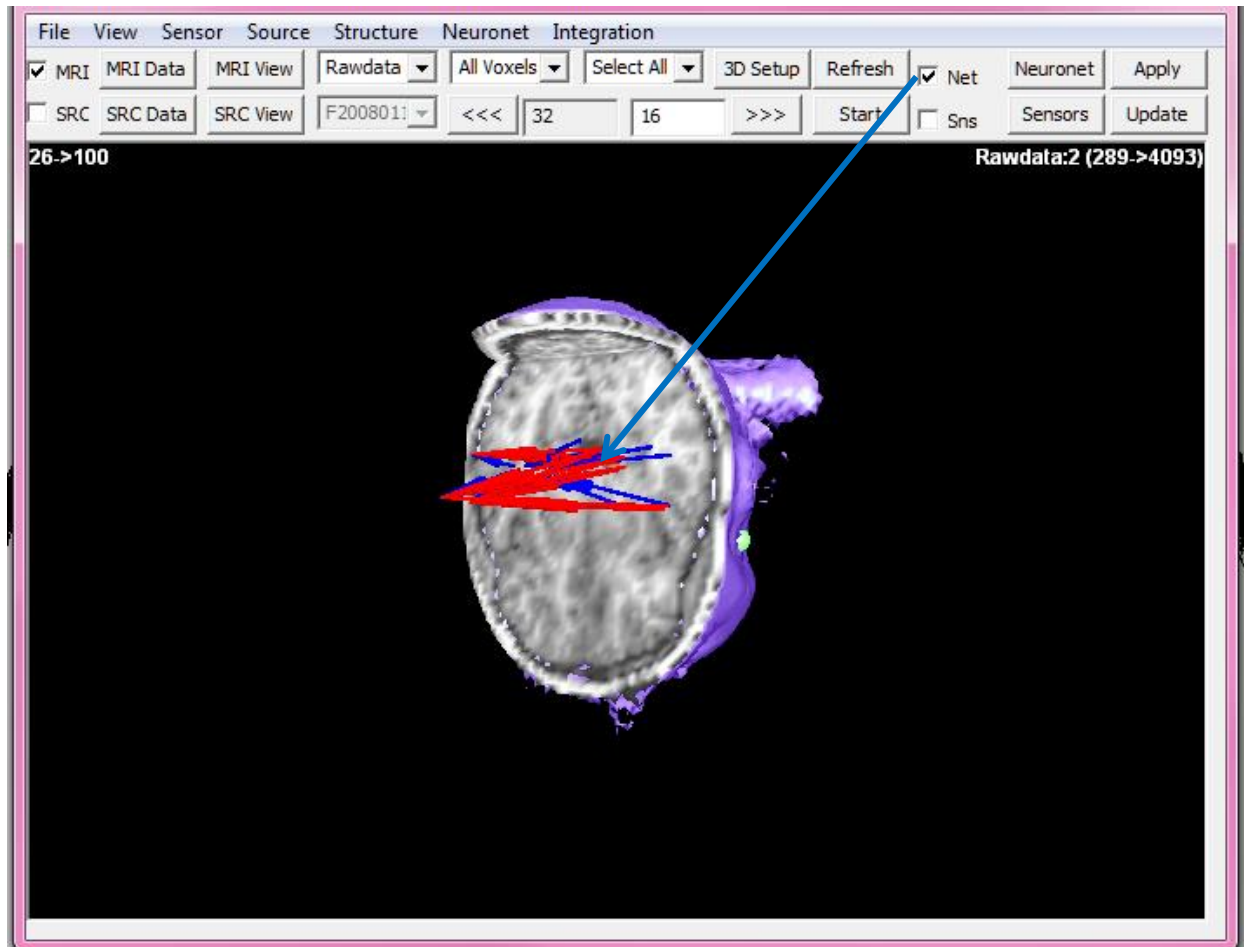 File View Sensor Source Structure Neuronet Integration
MRI MRI Data MRI View Rawdata All Voxels Select All 3D Setup Refresh Net Neuronet Apply
SRC SRC Data SRC View F2008011 <<< 32 16 >>> Start Sns Sensors Update
26->100 Rawdata:2 (289->4093)